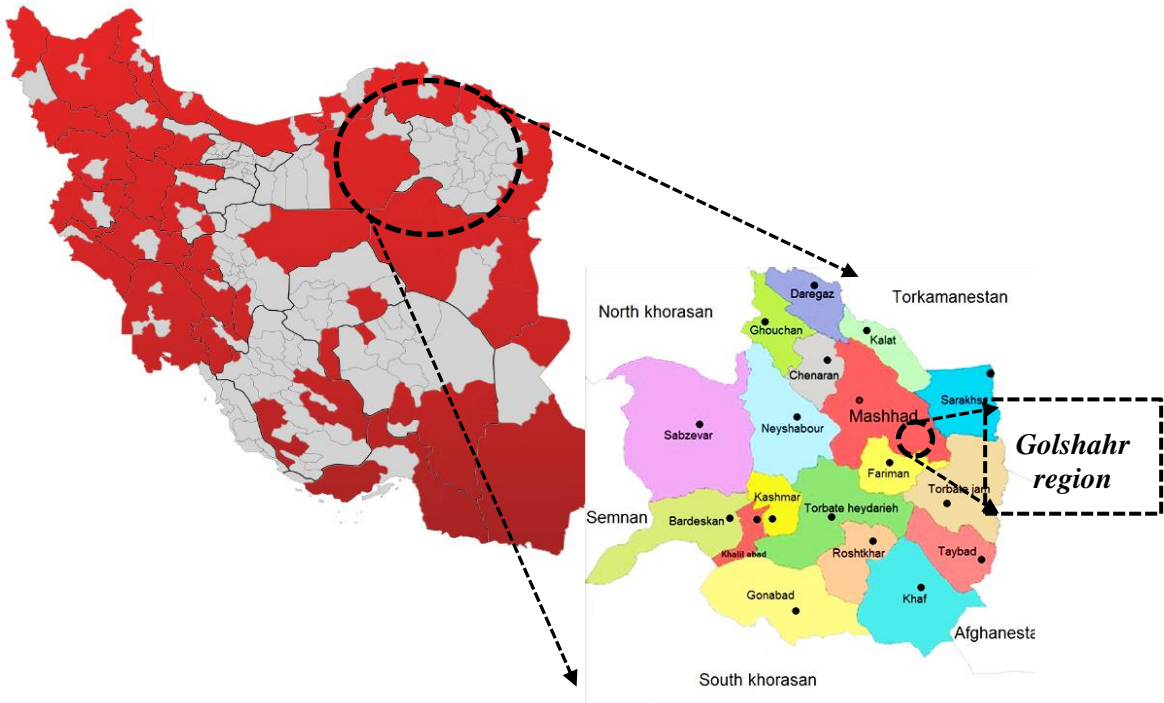 Daregaz
Torkamanestan
North khorasan
Ghouchan
Kalat
Chenaran
Sarakhs
Mashhad
Neyshabour
Sabzevar
Golshahr
region
Fariman
Torbate jam
Kashmar
Torbate heydarieh
Semnan
Bardeskan
Khalil abad
Roshtkhar
Taybad
Gonabad
Khaf
Afghanesta
South khorasan